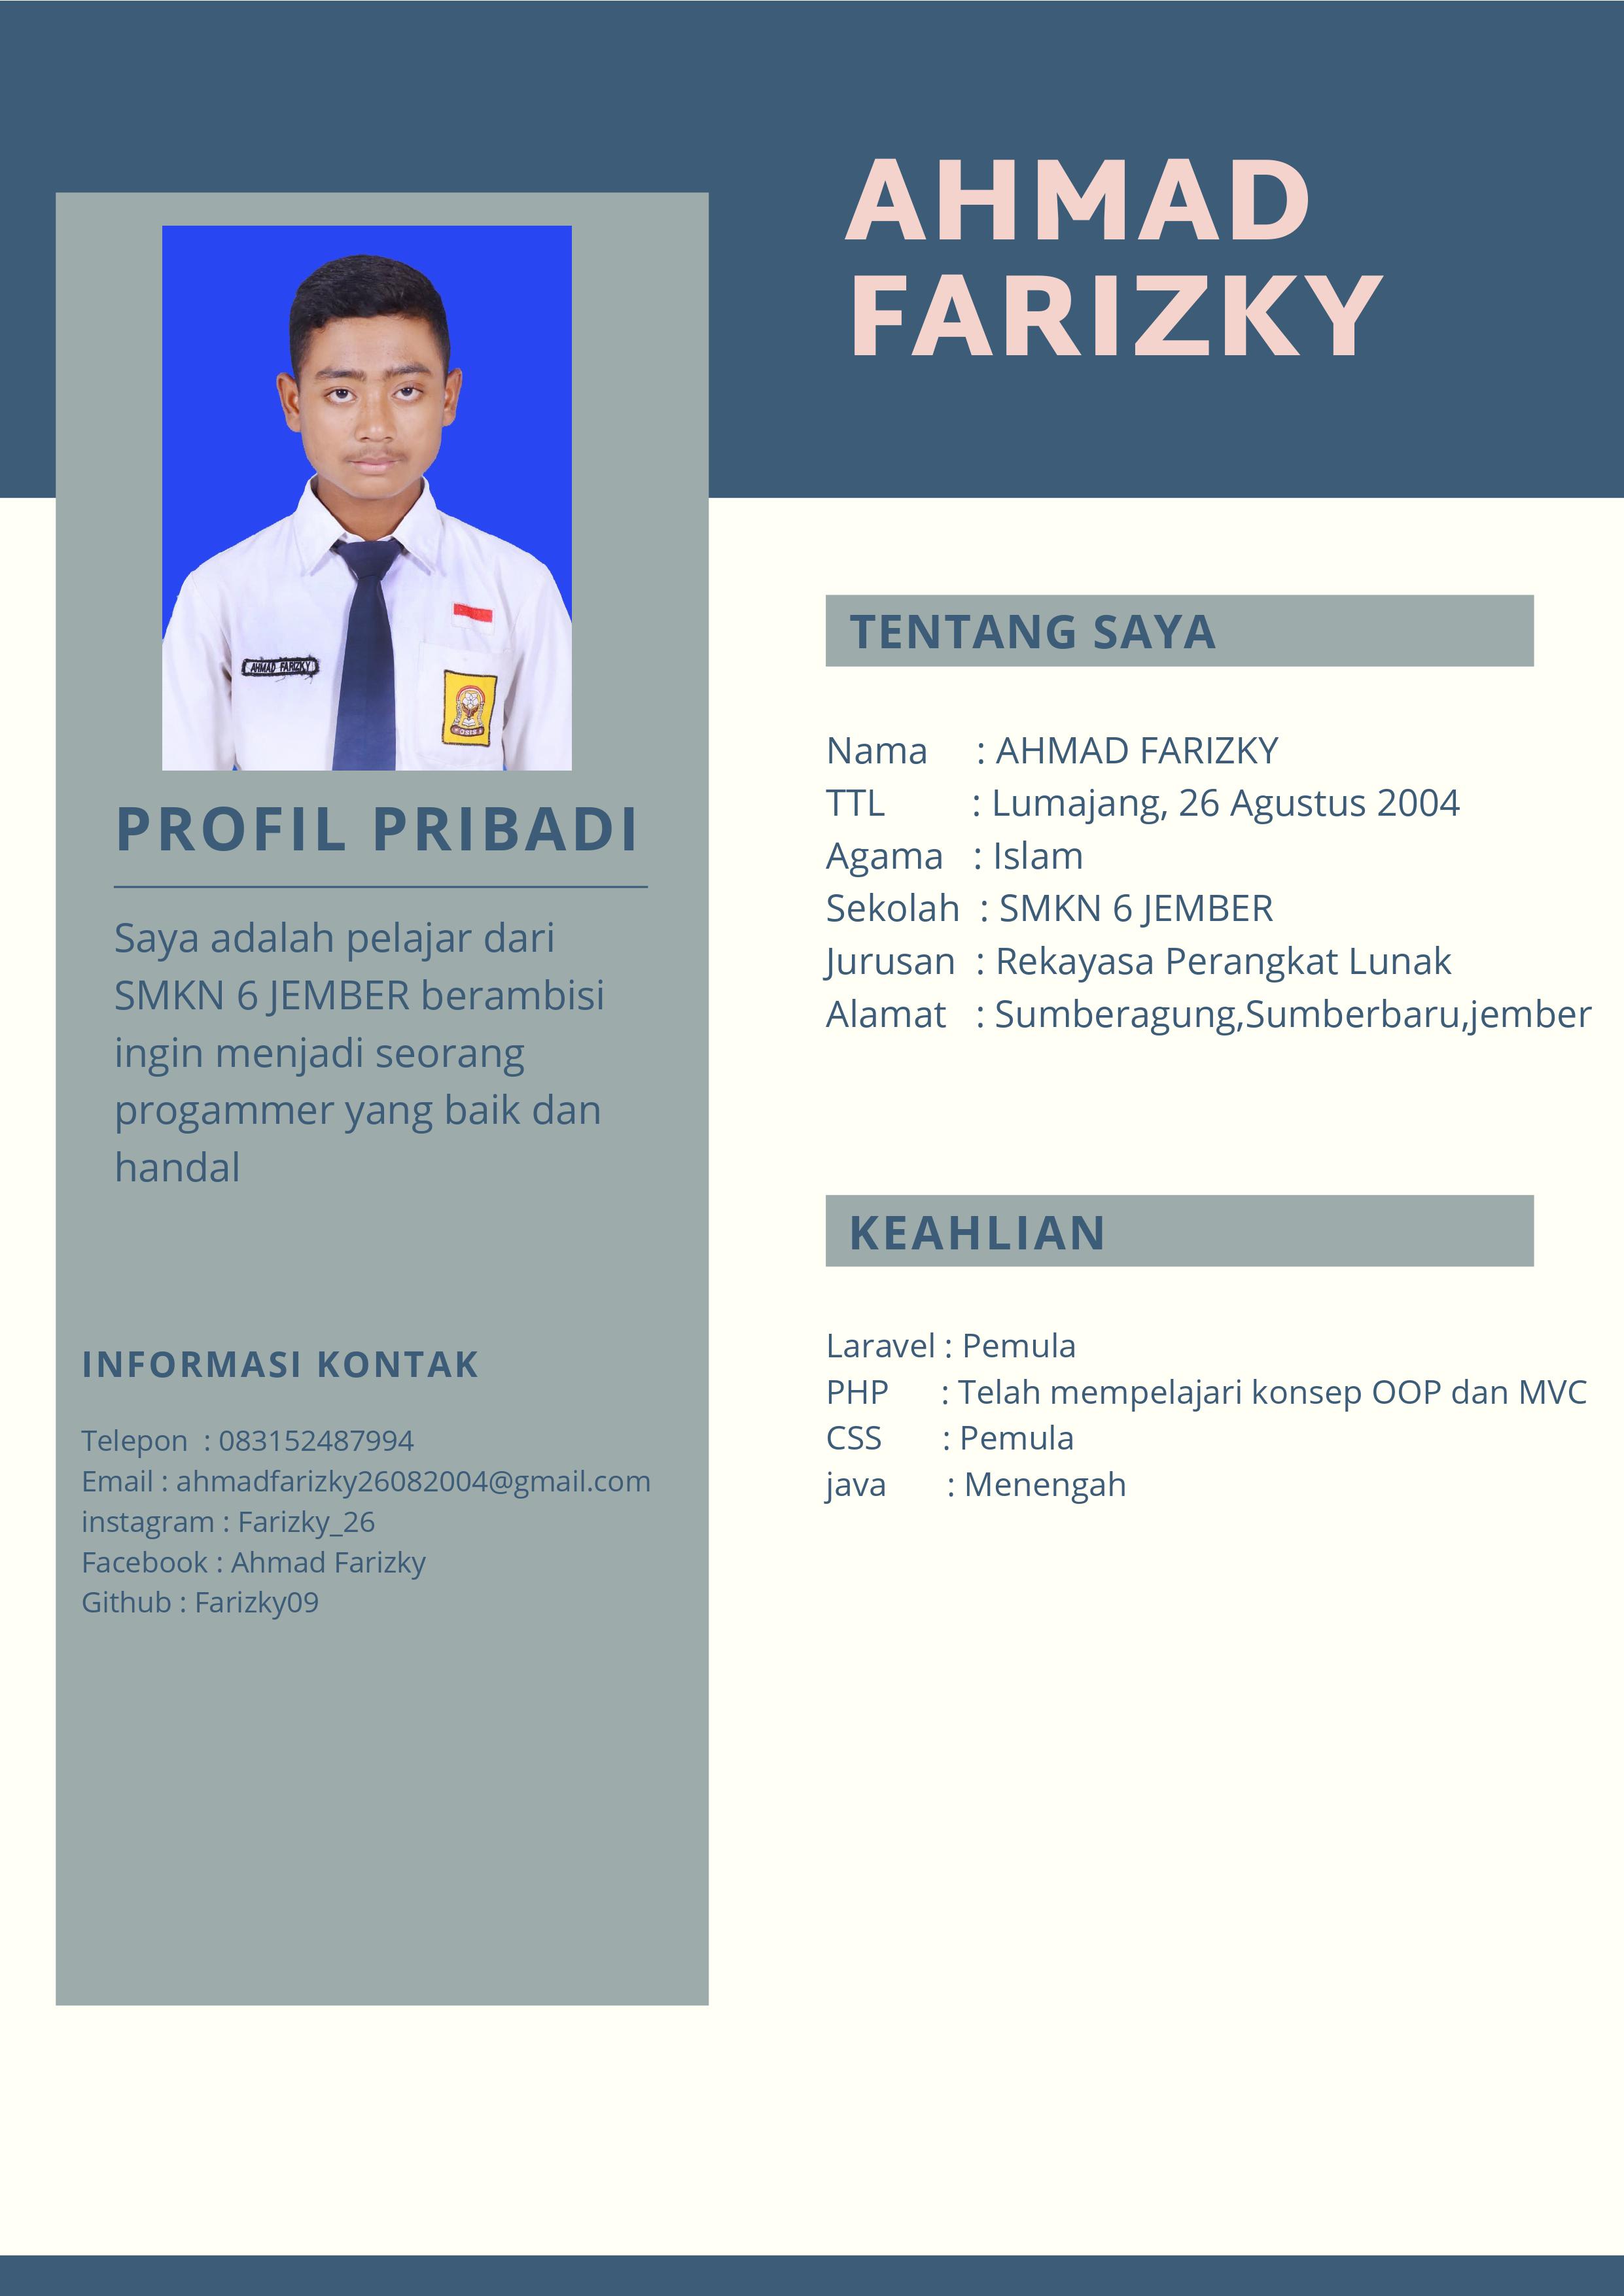 AHMAD
FARIZKY
AHMAD FARIZKY
OSIS
PROFIL PRIBADI
Saya adalah pelajar dari
SMKN 6 JEMBER berambisi
ingin menjadi seorang
progammer yang baik dan
handal
INFORMASI KONTAK
Telepon : 083152487994
Email : ahmadfarizky26082004@gmail.com
instagram : Farizky_26
Facebook : Ahmad Farizky
Github : Farizky09
TENTANG SAYA
Nama : AHMAD FARIZKY
TTL : Lumajang, 26 Agustus 2004
Agama : Islam
Sekolah : SMKN 6 JEMBER
Jurusan : Rekayasa Perangkat Lunak
Alamat : Sumberagung,Sumberbaru,jember
KEAHLIAN
Laravel : Pemula
PHP : Telah mempelajari konsep OOP dan MVC
CSS : Pemula
java : Menengah